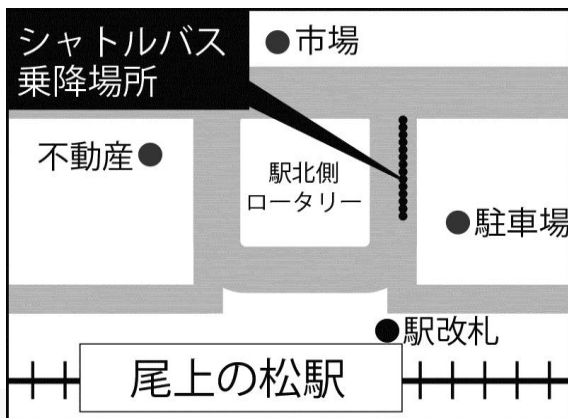 シャトルバス
乗降場所
市場
不動産
駅北側
ロータリー
駐車場
駅改札
尾上の松駅